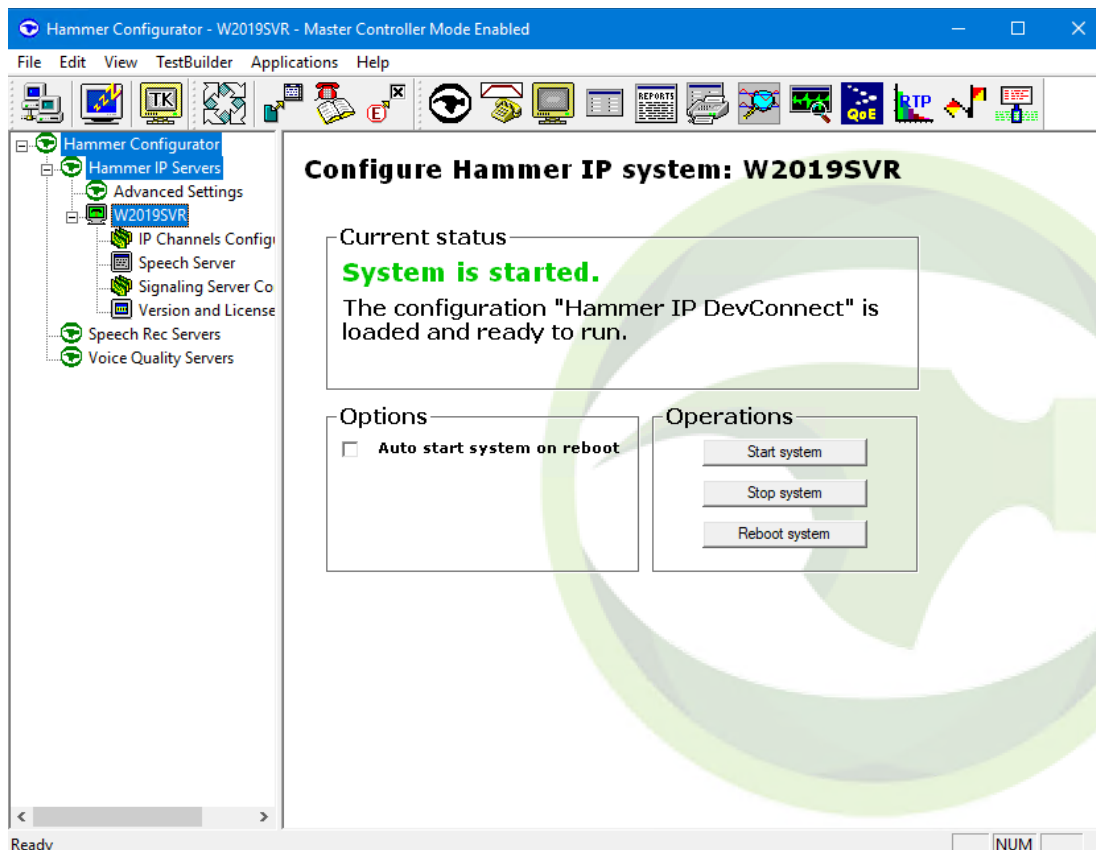 Hammer Configurator - W2019SVR - Master Controller Mode Enabled
File Edit View TestBuilder Applications Help
TK
E
REPORTS
QoE
RTP
Hammer Configurator
Hammer IP Servers
Advanced Settings
W2019SVR
IP Channels Configu
Speech Server
Signaling Server Co
Version and License
Speech Rec Servers
Voice Quality Servers
Configure Hammer IP system: W2019SVR
Current status
System is started.
The configuration "Hammer IP DevConnect" is
loaded and ready to run.
Options
Auto start system on reboot
Operations
Start system
Stop system
Reboot system
Ready
NUM